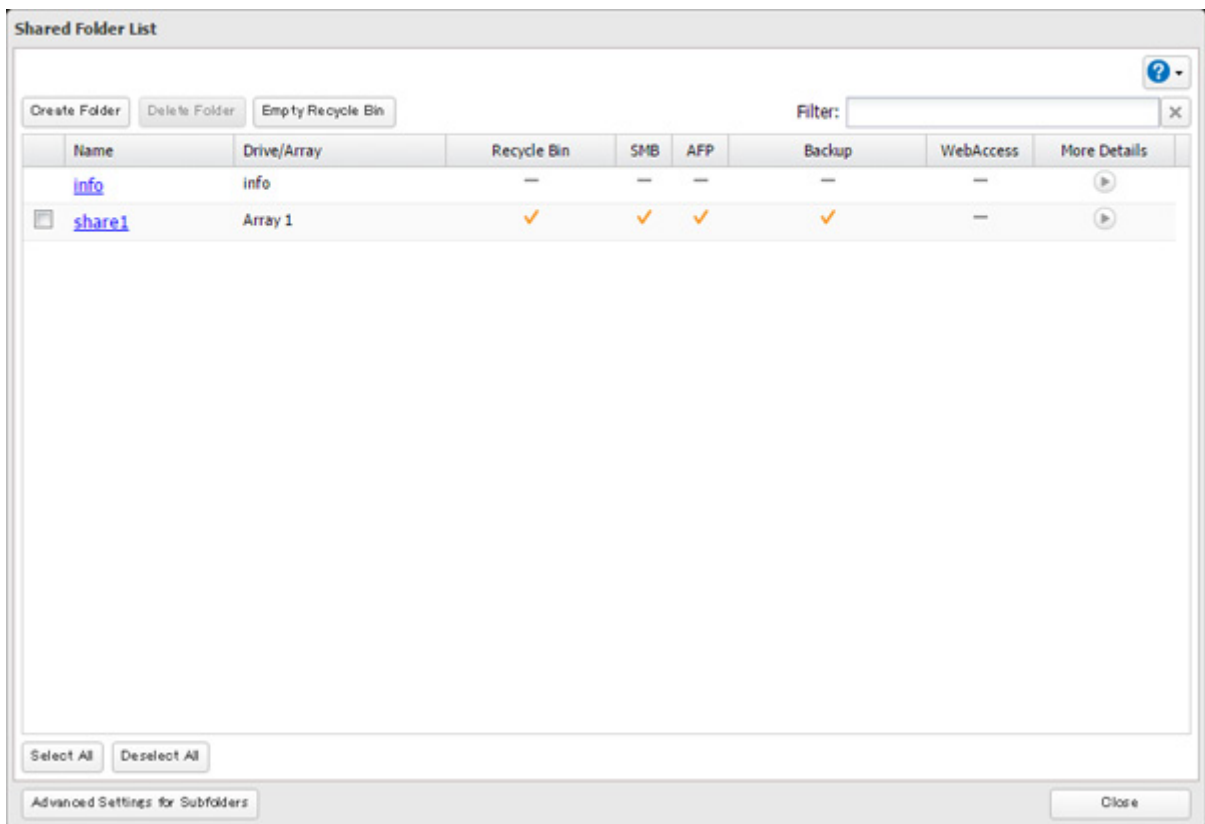 Shared Folder List
Create Folder Delete Folder Empty Recycle Bin Filter:
Name Drive/Array Recycle Bin SMB AFP Backup WebAccess More Details
info info — — — — —
share1 Array 1 ✓ ✓ ✓ ✓ —
Select All Deselect All
Advanced Settings for Subfolders Close